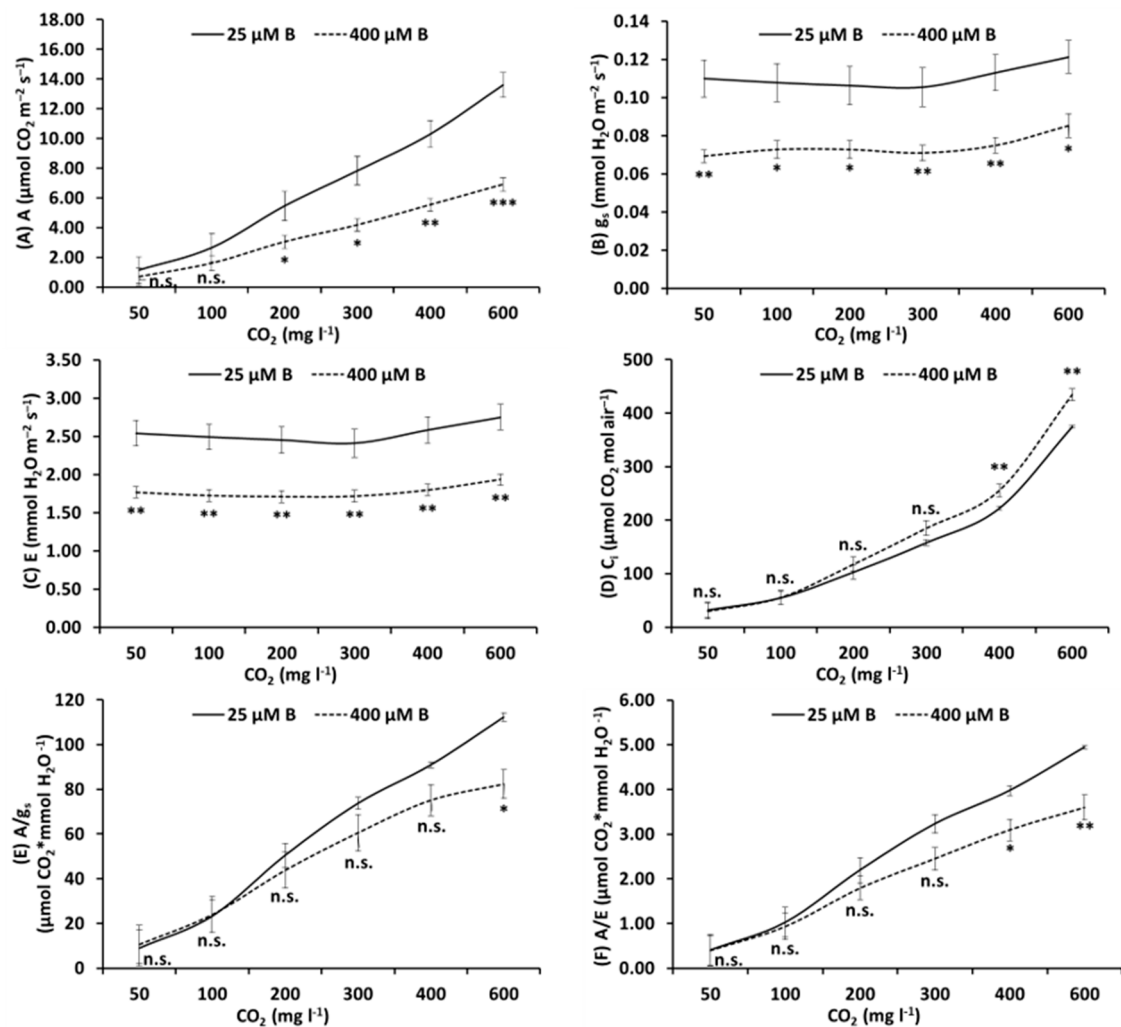 (A) A (µmol CO₂ m⁻² s⁻¹)
18.00
16.00
14.00
12.00
10.00
8.00
6.00
4.00
2.00
0.00
25 µM B 400 µM B
n.s. n.s. * * ** ***
50 100 200 300 400 600
CO₂ (mg l⁻¹)
(B) gₛ (mmol H₂O m⁻² s⁻¹)
0.14
0.12
0.10
0.08
0.06
0.04
0.02
0.00
25 µM B 400 µM B
** * * ** ** *
50 100 200 300 400 600
CO₂ (mg l⁻¹)
(C) E (mmol H₂O m⁻² s⁻¹)
3.50
3.00
2.50
2.00
1.50
1.00
0.50
0.00
25 µM B 400 µM B
** ** ** ** ** **
50 100 200 300 400 600
CO₂ (mg l⁻¹)
(D) Cᵢ (µmol CO₂ mol air⁻¹)
500
400
300
200
100
0
25 µM B 400 µM B
n.s. n.s. n.s. n.s. ** **
50 100 200 300 400 600
CO₂ (mg l⁻¹)
(E) A/gₛ
(µmol CO₂*mmol H₂O⁻¹)
120
100
80
60
40
20
0
25 µM B 400 µM B
n.s. n.s. n.s. n.s. n.s. *
50 100 200 300 400 600
CO₂ (mg l⁻¹)
(F) A/E (µmol CO₂*mmol H₂O⁻¹)
6.00
5.00
4.00
3.00
2.00
1.00
0.00
25 µM B 400 µM B
n.s. n.s. n.s. n.s. * **
50 100 200 300 400 600
CO₂ (mg l⁻¹)